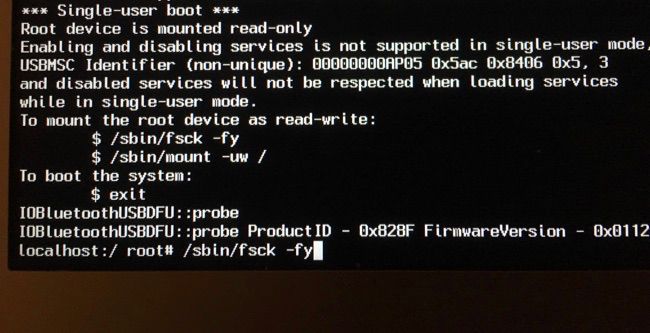 *** Single-user boot ***
Root device is mounted read-only
Enabling and disabling services is not supported in single-user mode,
USBMSC Identifier (non-unique): 00000000AP05 0x5ac 0x8406 0x5, 3
and disabled services will not be respected when loading services
while in single-user mode.
To mount the root device as read-write:
$ /sbin/fsck -fy
$ /sbin/mount -uw /
To boot the system:
$ exit
IOBluetoothUSBDFU::probe
IOBluetoothUSBDFU::probe ProductID - 0x828F FirmwareVersion - 0x0112
localhost:/ root# /sbin/fsck -fy